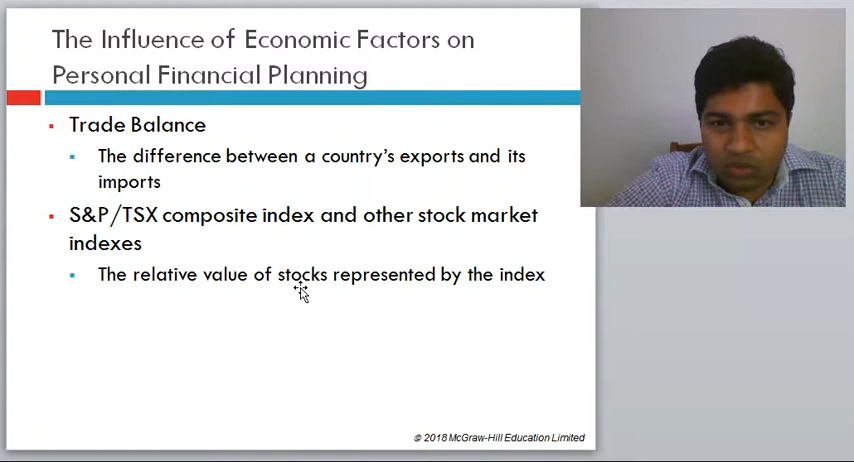 The Influence of Economic Factors on
Personal Financial Planning
Trade Balance
The difference between a country's exports and its
imports
S&P/TSX composite index and other stock market
indexes
The relative value of stocks represented by the index
© 2018 McGraw-Hill Education Limited